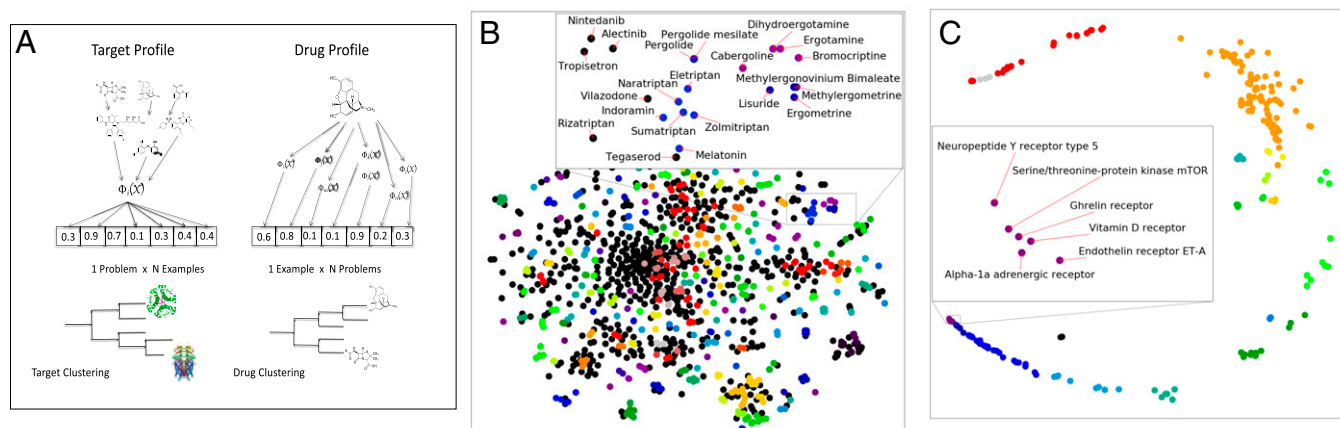 A
Target Profile
Drug Profile
0.3 0.9 0.7 0.1 0.3 0.4 0.4
0.6 0.8 0.1 0.1 0.9 0.2 0.3
1 Problem x N Examples
1 Example x N Problems
Target Clustering
Drug Clustering
B
Nintedanib
Alectinib
Tropisetron
Pergolide mesilate
Pergolide
Dihydroergotamine
Ergotamine
Cabergoline
Bromocriptine
Eletriptan
Naratriptan
Methylergonovinium Bimaleate
Vilazodone
Lisuride
Methylergometrine
Indoramin
Ergometrine
Rizatriptan
Sumatriptan
Zolmitriptan
Tegaserod
Melatonin
C
Neuropeptide Y receptor type 5
Serine/threonine-protein kinase mTOR
Ghrelin receptor
Vitamin D receptor
Endothelin receptor ET-A
Alpha-1a adrenergic receptor